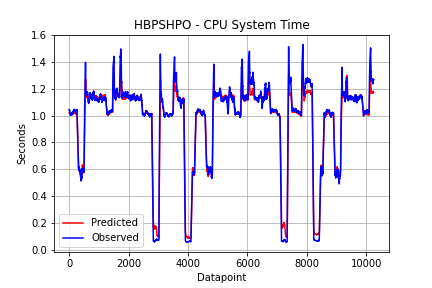 HBPSHPO - CPU System Time
1.6
1.4
1.2
1.0
0.8
0.6
0.4
0.2
0.0
Seconds
Predicted
Observed
0 2000 4000 6000 8000 10000
Datapoint